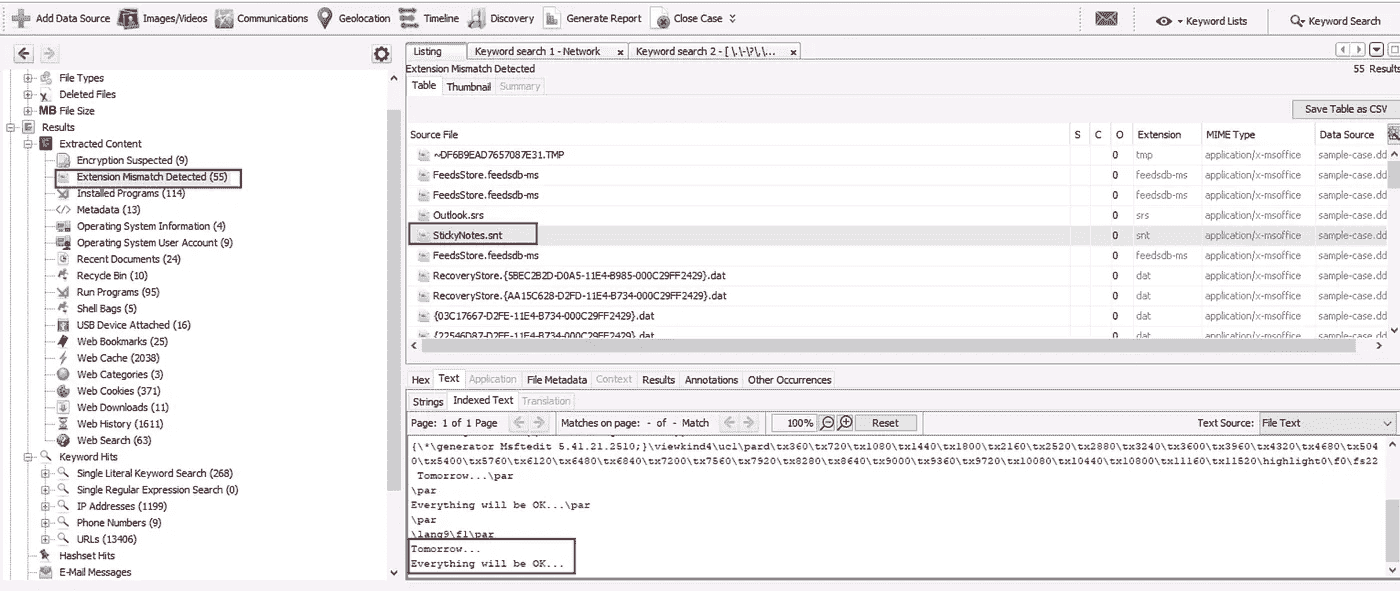 Add Data Source Images/Videos Communications Geolocation Timeline Discovery Generate Report Close Case Keyword Lists Keyword Search
Listing Keyword search 1 - Network x Keyword search 2 - [ \.\-\?\,\... x
Extension Mismatch Detected 55 Results
Table Thumbnail Summary
Save Table as CSV
File Types
Deleted Files
MB File Size
Results
Extracted Content
Encryption Suspected (9)
Extension Mismatch Detected (55)
Installed Programs (114)
Metadata (13)
Operating System Information (4)
Operating System User Account (9)
Recent Documents (24)
Recycle Bin (10)
Run Programs (95)
Shell Bags (5)
USB Device Attached (16)
Web Bookmarks (25)
Web Cache (2038)
Web Categories (3)
Web Cookies (371)
Web Downloads (11)
Web History (1611)
Web Search (63)
Keyword Hits
Single Literal Keyword Search (268)
Single Regular Expression Search (0)
IP Addresses (1199)
Phone Numbers (9)
URLs (13406)
Hashset Hits
E-Mail Messages
Source File S C O Extension MIME Type Data Source
~DF6B9EAD7657087E31.TMP 0 tmp application/x-msoffice sample-case.dd
FeedsStore.feedsdb-ms 0 feedsdb-ms application/x-msoffice sample-case.dd
FeedsStore.feedsdb-ms 0 feedsdb-ms application/x-msoffice sample-case.dd
Outlook.srs 0 srs application/x-msoffice sample-case.dd
StickyNotes.snt 0 snt application/x-msoffice sample-case.dd
FeedsStore.feedsdb-ms 0 feedsdb-ms application/x-msoffice sample-case.dd
RecoveryStore.{5BEC2B2D-D0A5-11E4-B985-000C29FF2429}.dat 0 dat application/x-msoffice sample-case.dd
RecoveryStore.{AA15C628-D2FD-11E4-B734-000C29FF2429}.dat 0 dat application/x-msoffice sample-case.dd
{03C17667-D2FE-11E4-B734-000C29FF2429}.dat 0 dat application/x-msoffice sample-case.dd
{22546D87-D2FE-11E4-B734-000C29FF2429}.dat 0 dat application/x-msoffice sample-case.dd
Hex Text Application File Metadata Context Results Annotations Other Occurrences
Strings Indexed Text Translation
Page: 1 of 1 Page Matches on page: - of - Match 100% Reset Text Source: File Text
{\*\generator Msftedit 5.41.21.2510;}\viewkind4\uc1\pard\tx360\tx720\tx1080\tx1440\tx1800\tx2160\tx2520\tx2880\tx3240\tx3600\tx3960\tx4320\tx4680\tx504
0\tx5400\tx5760\tx6120\tx6480\tx6840\tx7200\tx7560\tx7920\tx8280\tx8640\tx9000\tx9360\tx9720\tx10080\tx10440\tx10800\tx11160\tx11520\highlight0\f0\fs22
Tomorrow...\par
\par
Everything will be OK...\par
\par
\lang9\f1\par
Tomorrow...
Everything will be OK...